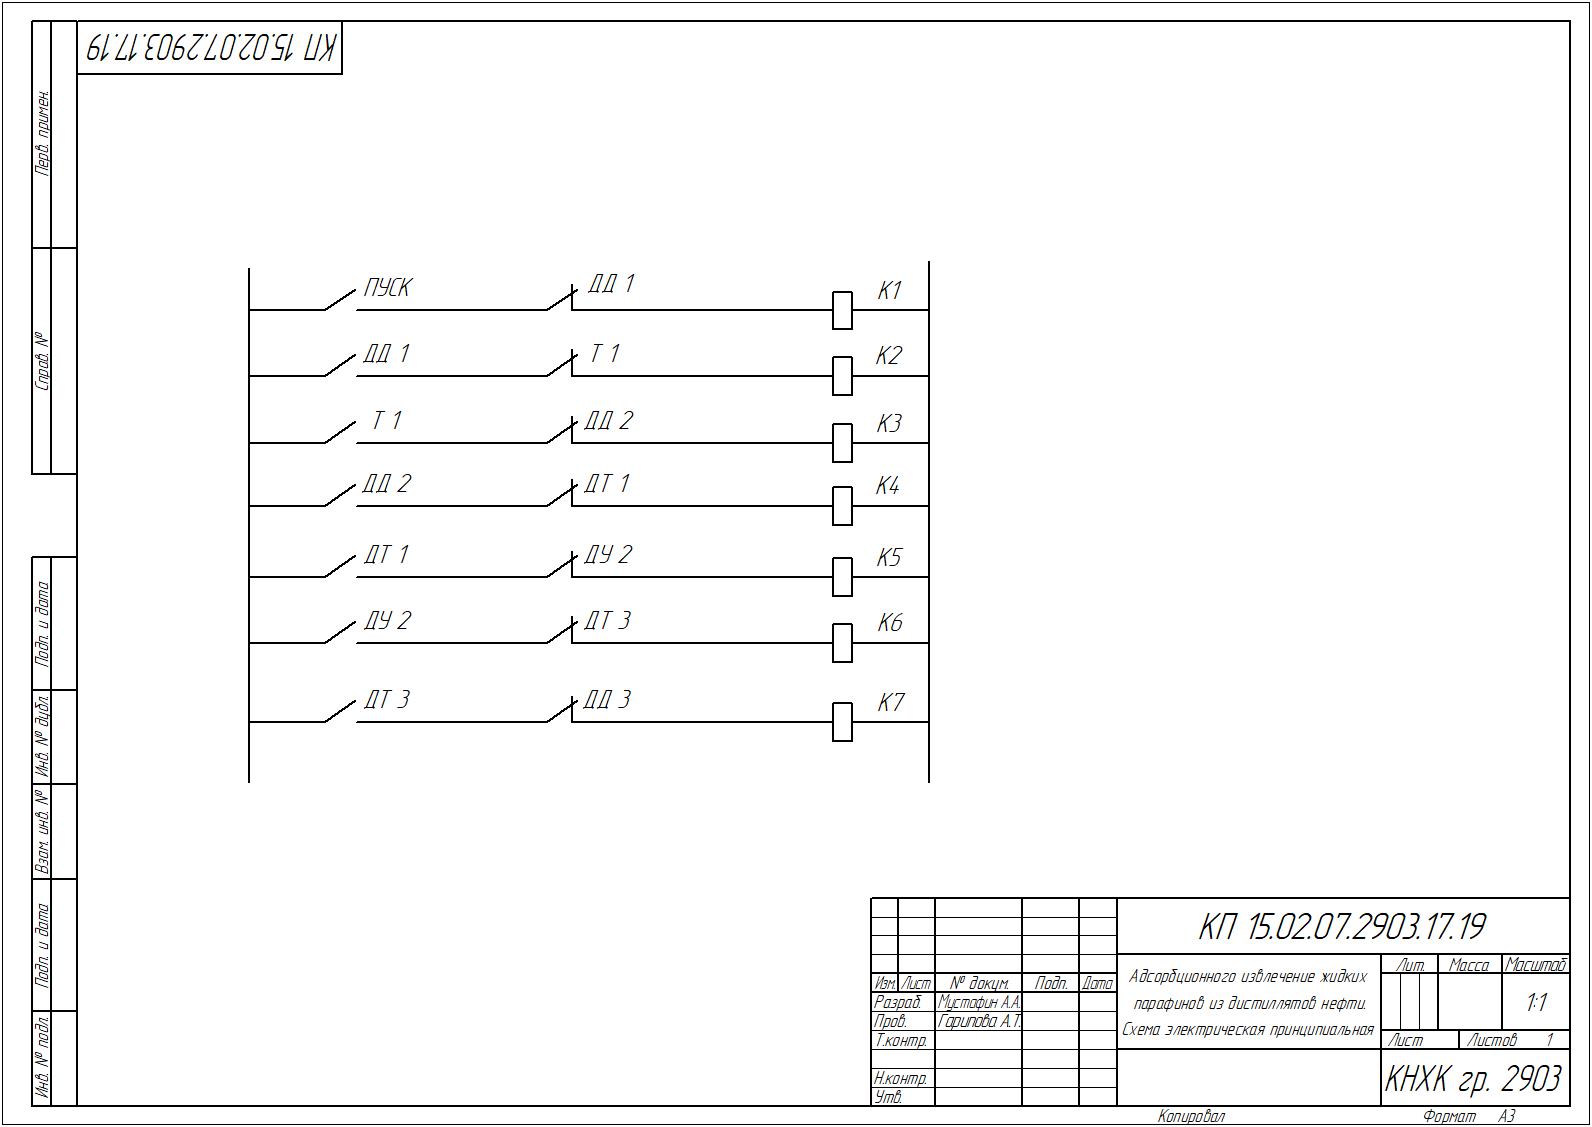 КП 15.02.07.2903.17.19
Перв. примен.
Справ. №
Подп. и дата
Инв. № дубл.
Взам. инв. №
Подп. и дата
Инв. № подл.
ПУСК ДД 1 К1
ДД 1 Т 1 К2
Т 1 ДД 2 К3
ДД 2 ДТ 1 К4
ДТ 1 ДУ 2 К5
ДУ 2 ДТ 3 К6
ДТ 3 ДД 3 К7
КП 15.02.07.2903.17.19
Изм. Лист № докум. Подп. Дата
Разраб. Мустафин А.А.
Пров. Гарипова А.Т.
Т.контр.
Н.контр.
Утв.
Адсорбционного извлечение жидких
парафинов из дистиллятов нефти.
Схема электрическая принципиальная
Лит. Масса Масштаб
1:1
Лист Листов 1
КНХК гр. 2903
Копировал Формат А3